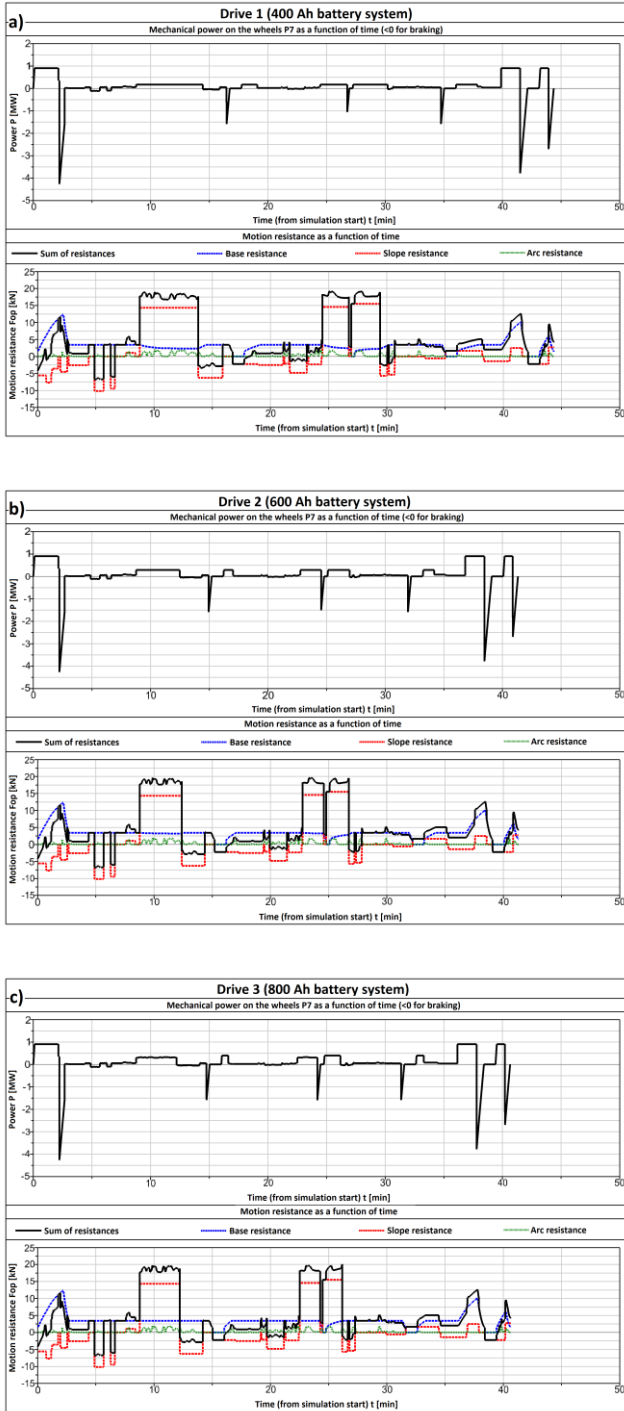 a)
Drive 1 (400 Ah battery system)
Mechanical power on the wheels P7 as a function of time (<0 for braking)
Power P [MW]
2
1
0
-1
-2
-3
-4
-5
0 10 20 30 40 50
Time (from simulation start) t [min]
Motion resistance as a function of time
Sum of resistances Base resistance Slope resistance Arc resistance
Motion resistance Fop [kN]
25
20
15
10
5
0
-5
-10
-15
0 10 20 30 40 50
Time (from simulation start) t [min]
b)
Drive 2 (600 Ah battery system)
Mechanical power on the wheels P7 as a function of time (<0 for braking)
Power P [MW]
2
1
0
-1
-2
-3
-4
-5
0 10 20 30 40 50
Time (from simulation start) t [min]
Motion resistance as a function of time
Sum of resistances Base resistance Slope resistance Arc resistance
Motion resistance Fop [kN]
25
20
15
10
5
0
-5
-10
-15
0 10 20 30 40 50
Time (from simulation start) t [min]
c)
Drive 3 (800 Ah battery system)
Mechanical power on the wheels P7 as a function of time (<0 for braking)
Power P [MW]
2
1
0
-1
-2
-3
-4
-5
0 10 20 30 40 50
Time (from simulation start) t [min]
Motion resistance as a function of time
Sum of resistances Base resistance Slope resistance Arc resistance
Motion resistance Fop [kN]
25
20
15
10
5
0
-5
-10
-15
0 10 20 30 40 50
Time (from simulation start) t [min]